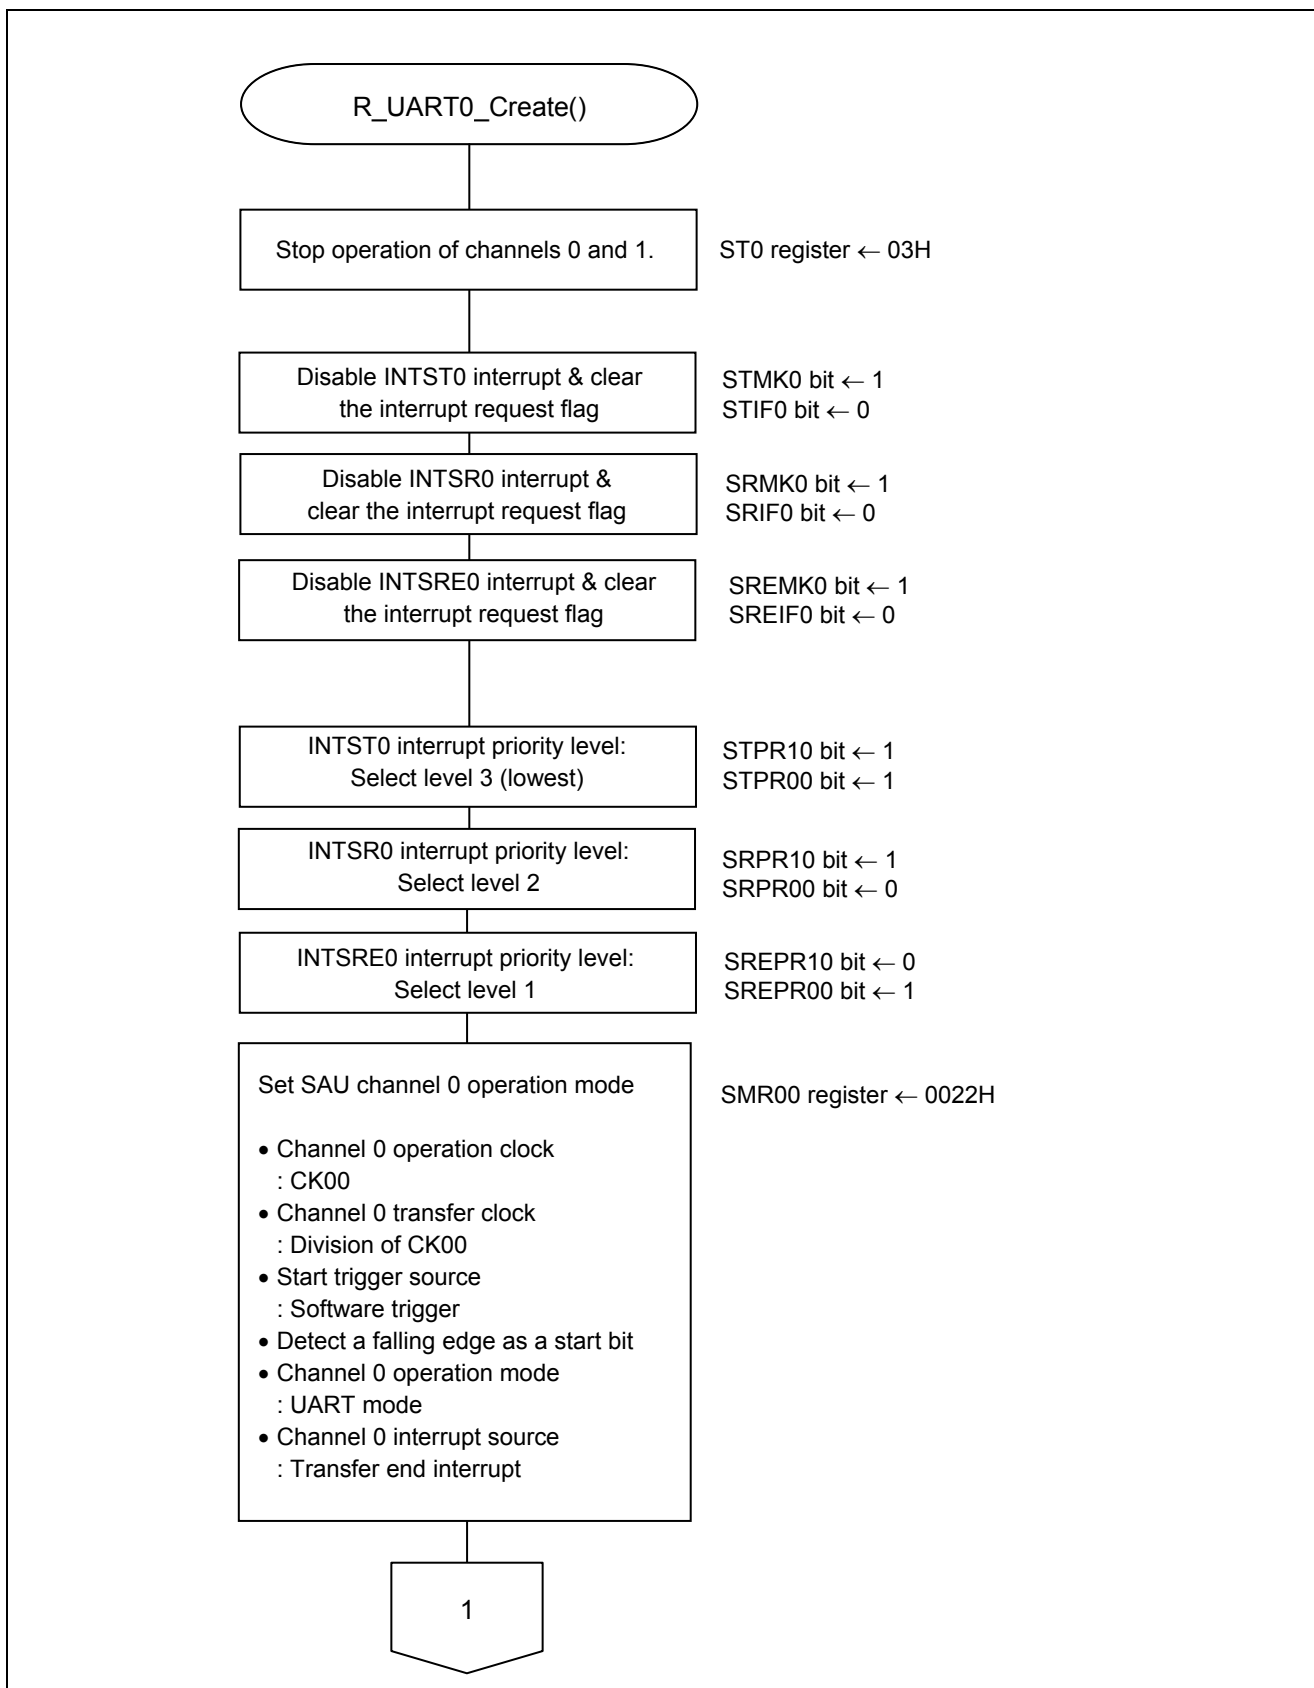 R_UART0_Create()
Stop operation of channels 0 and 1.
ST0 register ← 03H
Disable INTST0 interrupt & clear
the interrupt request flag
STMK0 bit ← 1
STIF0 bit ← 0
Disable INTSR0 interrupt &
clear the interrupt request flag
SRMK0 bit ← 1
SRIF0 bit ← 0
Disable INTSRE0 interrupt & clear
the interrupt request flag
SREMK0 bit ← 1
SREIF0 bit ← 0
INTST0 interrupt priority level:
Select level 3 (lowest)
STPR10 bit ← 1
STPR00 bit ← 1
INTSR0 interrupt priority level:
Select level 2
SRPR10 bit ← 1
SRPR00 bit ← 0
INTSRE0 interrupt priority level:
Select level 1
SREPR10 bit ← 0
SREPR00 bit ← 1
Set SAU channel 0 operation mode
SMR00 register ← 0022H
• Channel 0 operation clock
: CK00
• Channel 0 transfer clock
: Division of CK00
• Start trigger source
: Software trigger
• Detect a falling edge as a start bit
• Channel 0 operation mode
: UART mode
• Channel 0 interrupt source
: Transfer end interrupt
1